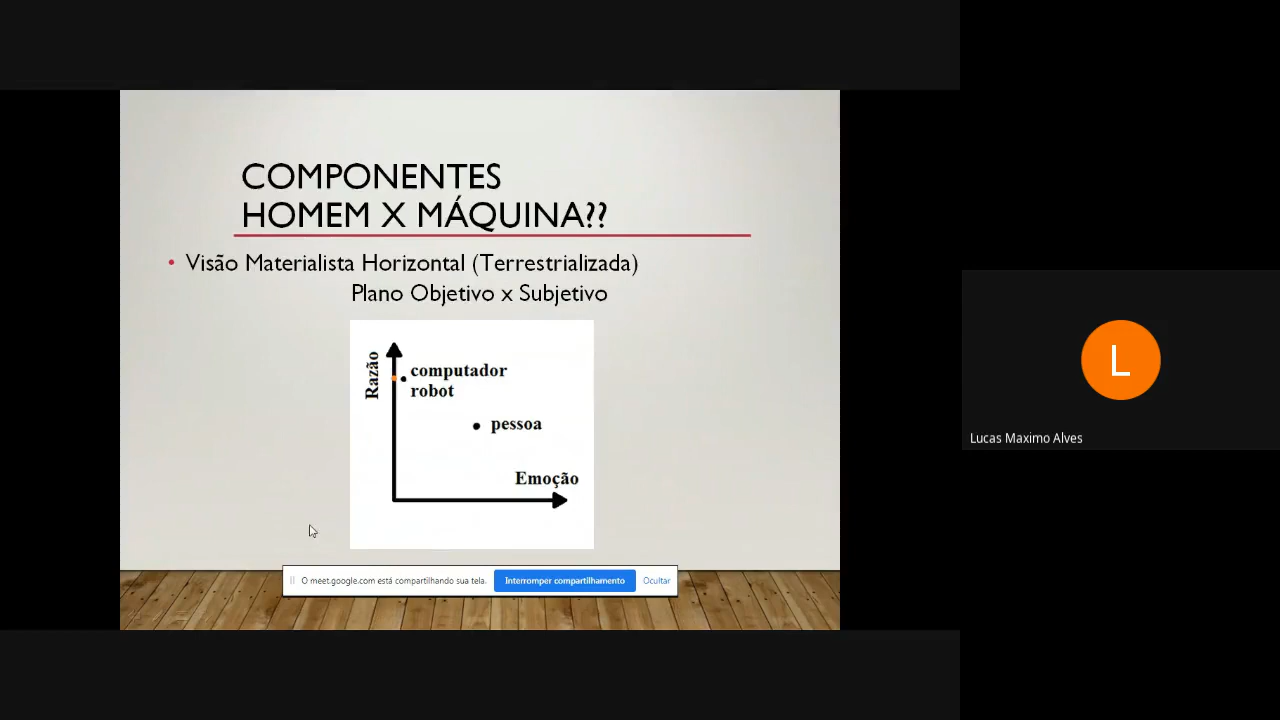 COMPONENTES
HOMEM X MÁQUINA??
• Visão Materialista Horizontal (Terrestrializada)
Plano Objetivo x Subjetivo
Razão
computador
robot
pessoa
Emoção
O meet.google.com está compartilhando sua tela.
Interromper compartilhamento
Ocultar
L
Lucas Maximo Alves